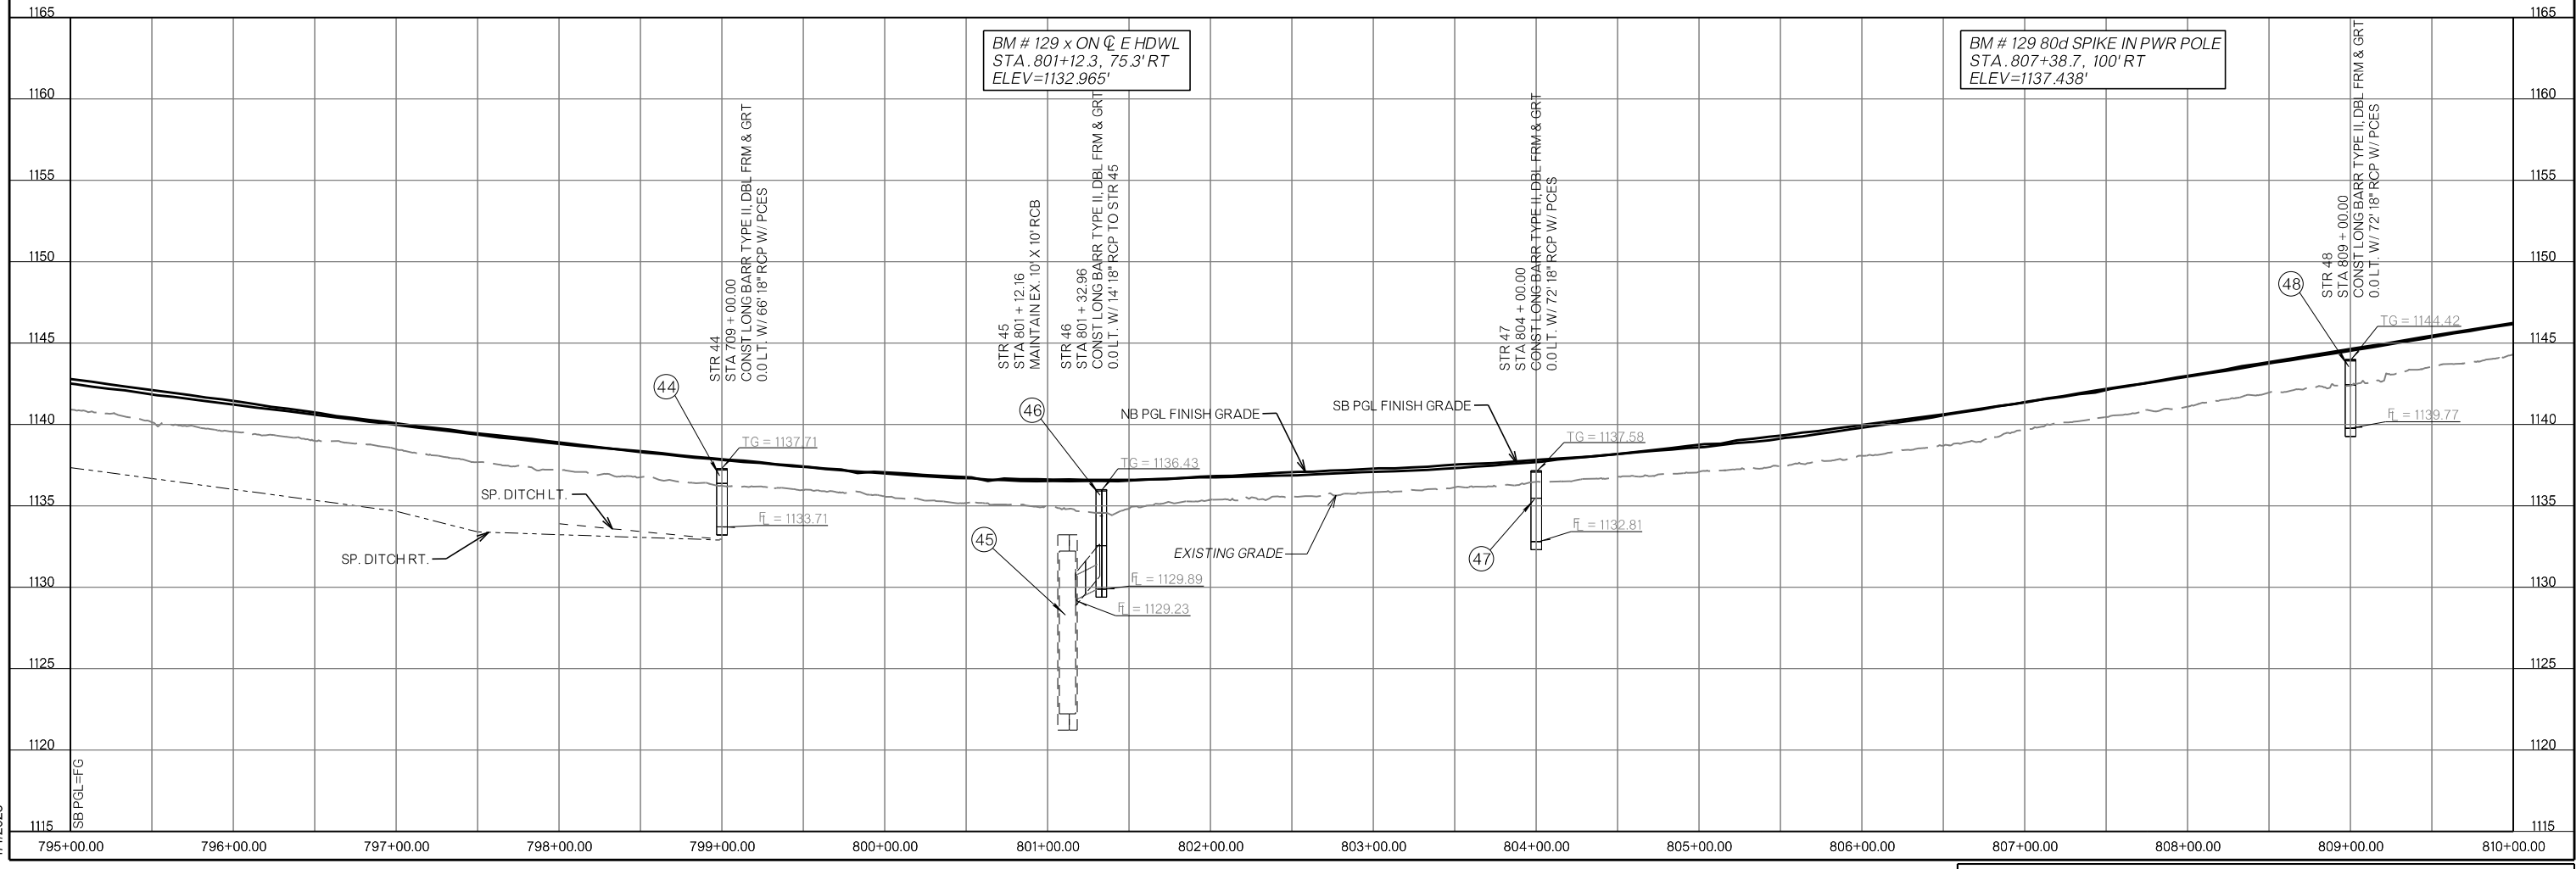 1165
1165
BM # 129 x ON ℄ E HDWL
STA. 801+12.3, 75.3' RT
ELEV=1132.965'
BM # 129 80d SPIKE IN PWR POLE
STA. 807+38.7, 100' RT
ELEV=1137.438'
1160
1160
1155
1155
1150
1150
1145
1145
1140
1140
1135
1135
1130
1130
1125
1125
1120
1120
1115
1115
STR 44
STA 709 + 00.00
CONST LONG BARR TYPE II, DBL FRM & GRT
0.0 LT. W/ 66' 18" RCP W/ PCES
44
TG = 1137.71
FL = 1133.71
SP. DITCH LT.
SP. DITCH RT.
STR 45
STA 801 + 12.16
MAINTAIN EX. 10' X 10' RCB
STR 46
STA 801 + 32.96
CONST LONG BARR TYPE II, DBL FRM & GRT
0.0 LT. W/ 14' 18" RCP TO STR 45
46
45
TG = 1136.43
FL = 1129.89
FL = 1129.23
NB PGL FINISH GRADE
SB PGL FINISH GRADE
EXISTING GRADE
STR 47
STA 804 + 00.00
CONST LONG BARR TYPE II, DBL FRM & GRT
0.0 LT. W/ 72' 18" RCP W/ PCES
47
TG = 1137.58
FL = 1132.81
STR 48
STA 809 + 00.00
CONST LONG BARR TYPE II, DBL FRM & GRT
0.0 LT. W/ 72' 18" RCP W/ PCES
48
TG = 1144.42
FL = 1139.77
SB PGL=FG
795+00.00
796+00.00
797+00.00
798+00.00
799+00.00
800+00.00
801+00.00
802+00.00
803+00.00
804+00.00
805+00.00
806+00.00
807+00.00
808+00.00
809+00.00
810+00.00